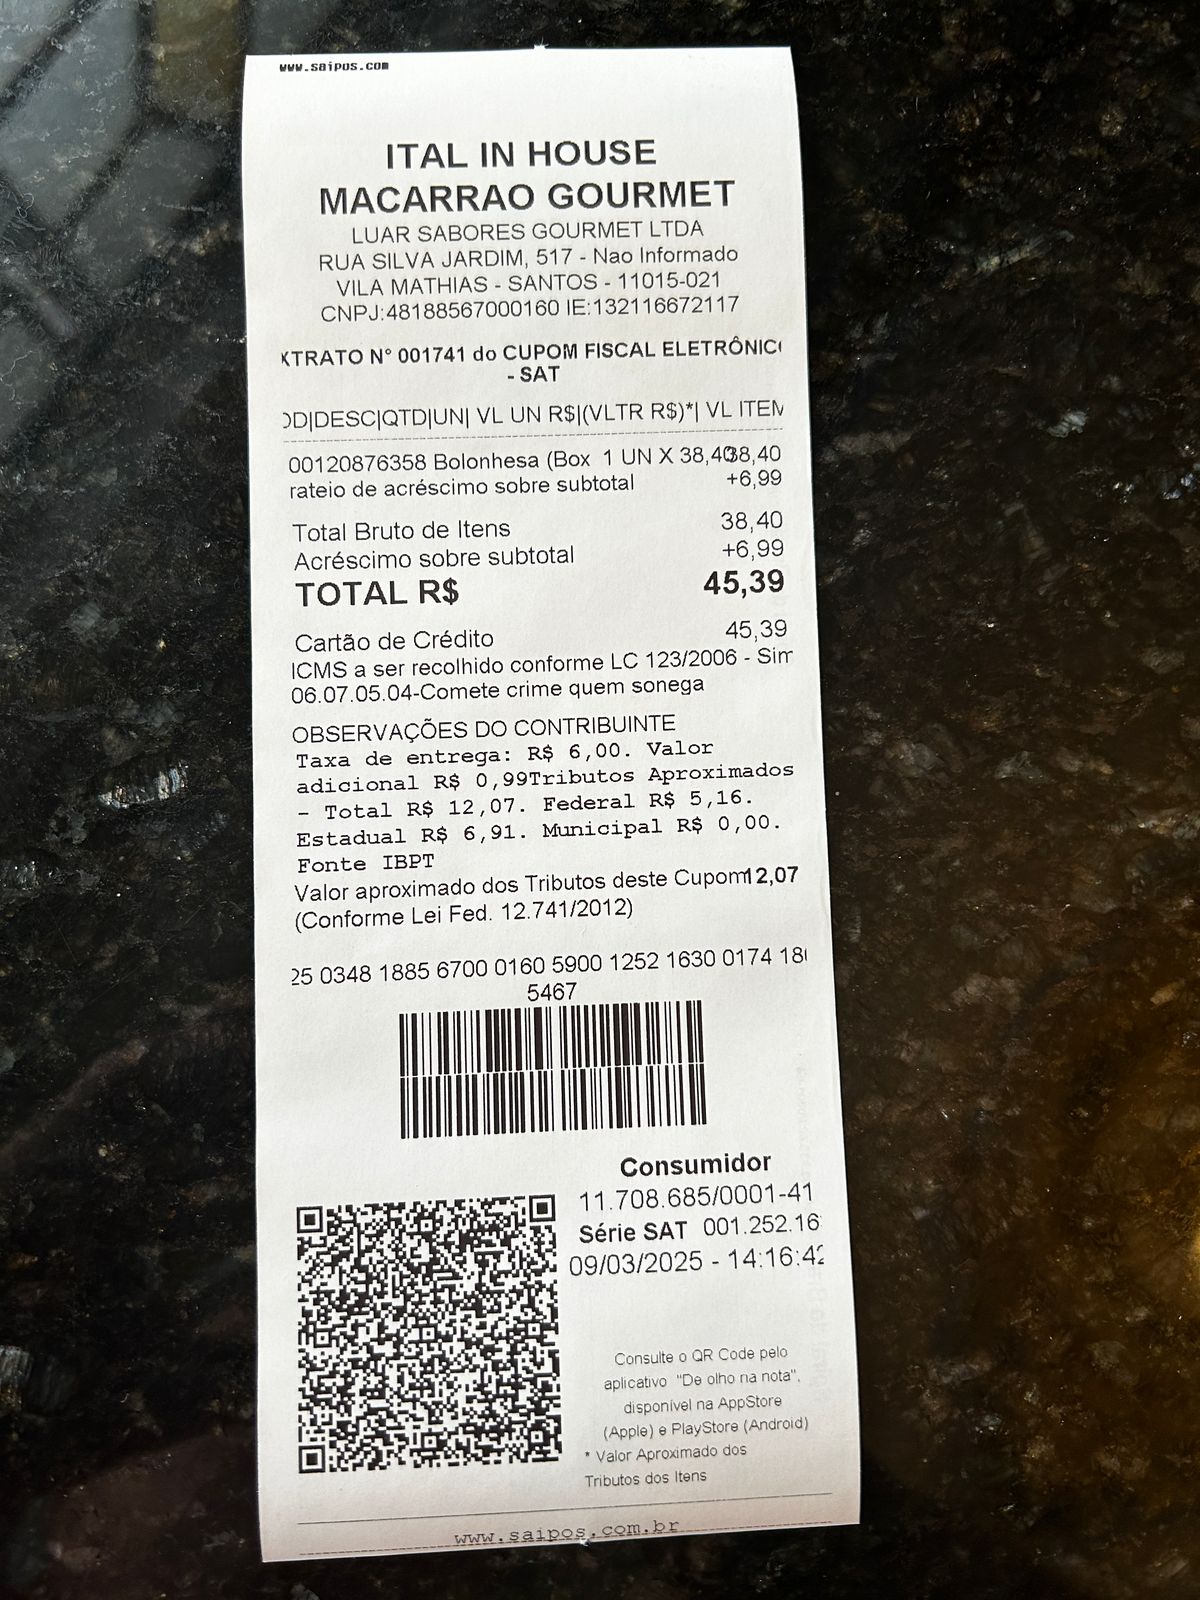 www.saipos.com
ITAL IN HOUSE
MACARRAO GOURMET
LUAR SABORES GOURMET LTDA
RUA SILVA JARDIM, 517 - Nao Informado
VILA MATHIAS - SANTOS - 11015-021
CNPJ:48188567000160 IE:132116672117
XTRATO N° 001741 do CUPOM FISCAL ELETRÔNIC
- SAT
OD|DESC|QTD|UN| VL UN R$|(VLTR R$)*| VL ITEM
00120876358 Bolonhesa (Box 1 UN X 38,40 38,40
rateio de acréscimo sobre subtotal +6,99
Total Bruto de Itens 38,40
Acréscimo sobre subtotal +6,99
TOTAL R$ 45,39
Cartão de Crédito 45,39
ICMS a ser recolhido conforme LC 123/2006 - Sim
06.07.05.04-Comete crime quem sonega
OBSERVAÇÕES DO CONTRIBUINTE
Taxa de entrega: R$ 6,00. Valor
adicional R$ 0,99Tributos Aproximados
- Total R$ 12,07. Federal R$ 5,16.
Estadual R$ 6,91. Municipal R$ 0,00.
Fonte IBPT
Valor aproximado dos Tributos deste Cupom 12,07
(Conforme Lei Fed. 12.741/2012)
25 0348 1885 6700 0160 5900 1252 1630 0174 18
5467
Consumidor
11.708.685/0001-41
Série SAT 001.252.16
09/03/2025 - 14:16:42
Consulte o QR Code pelo
aplicativo "De olho na nota",
disponível na AppStore
(Apple) e PlayStore (Android)
* Valor Aproximado dos
Tributos dos Itens
www.saipos.com.br